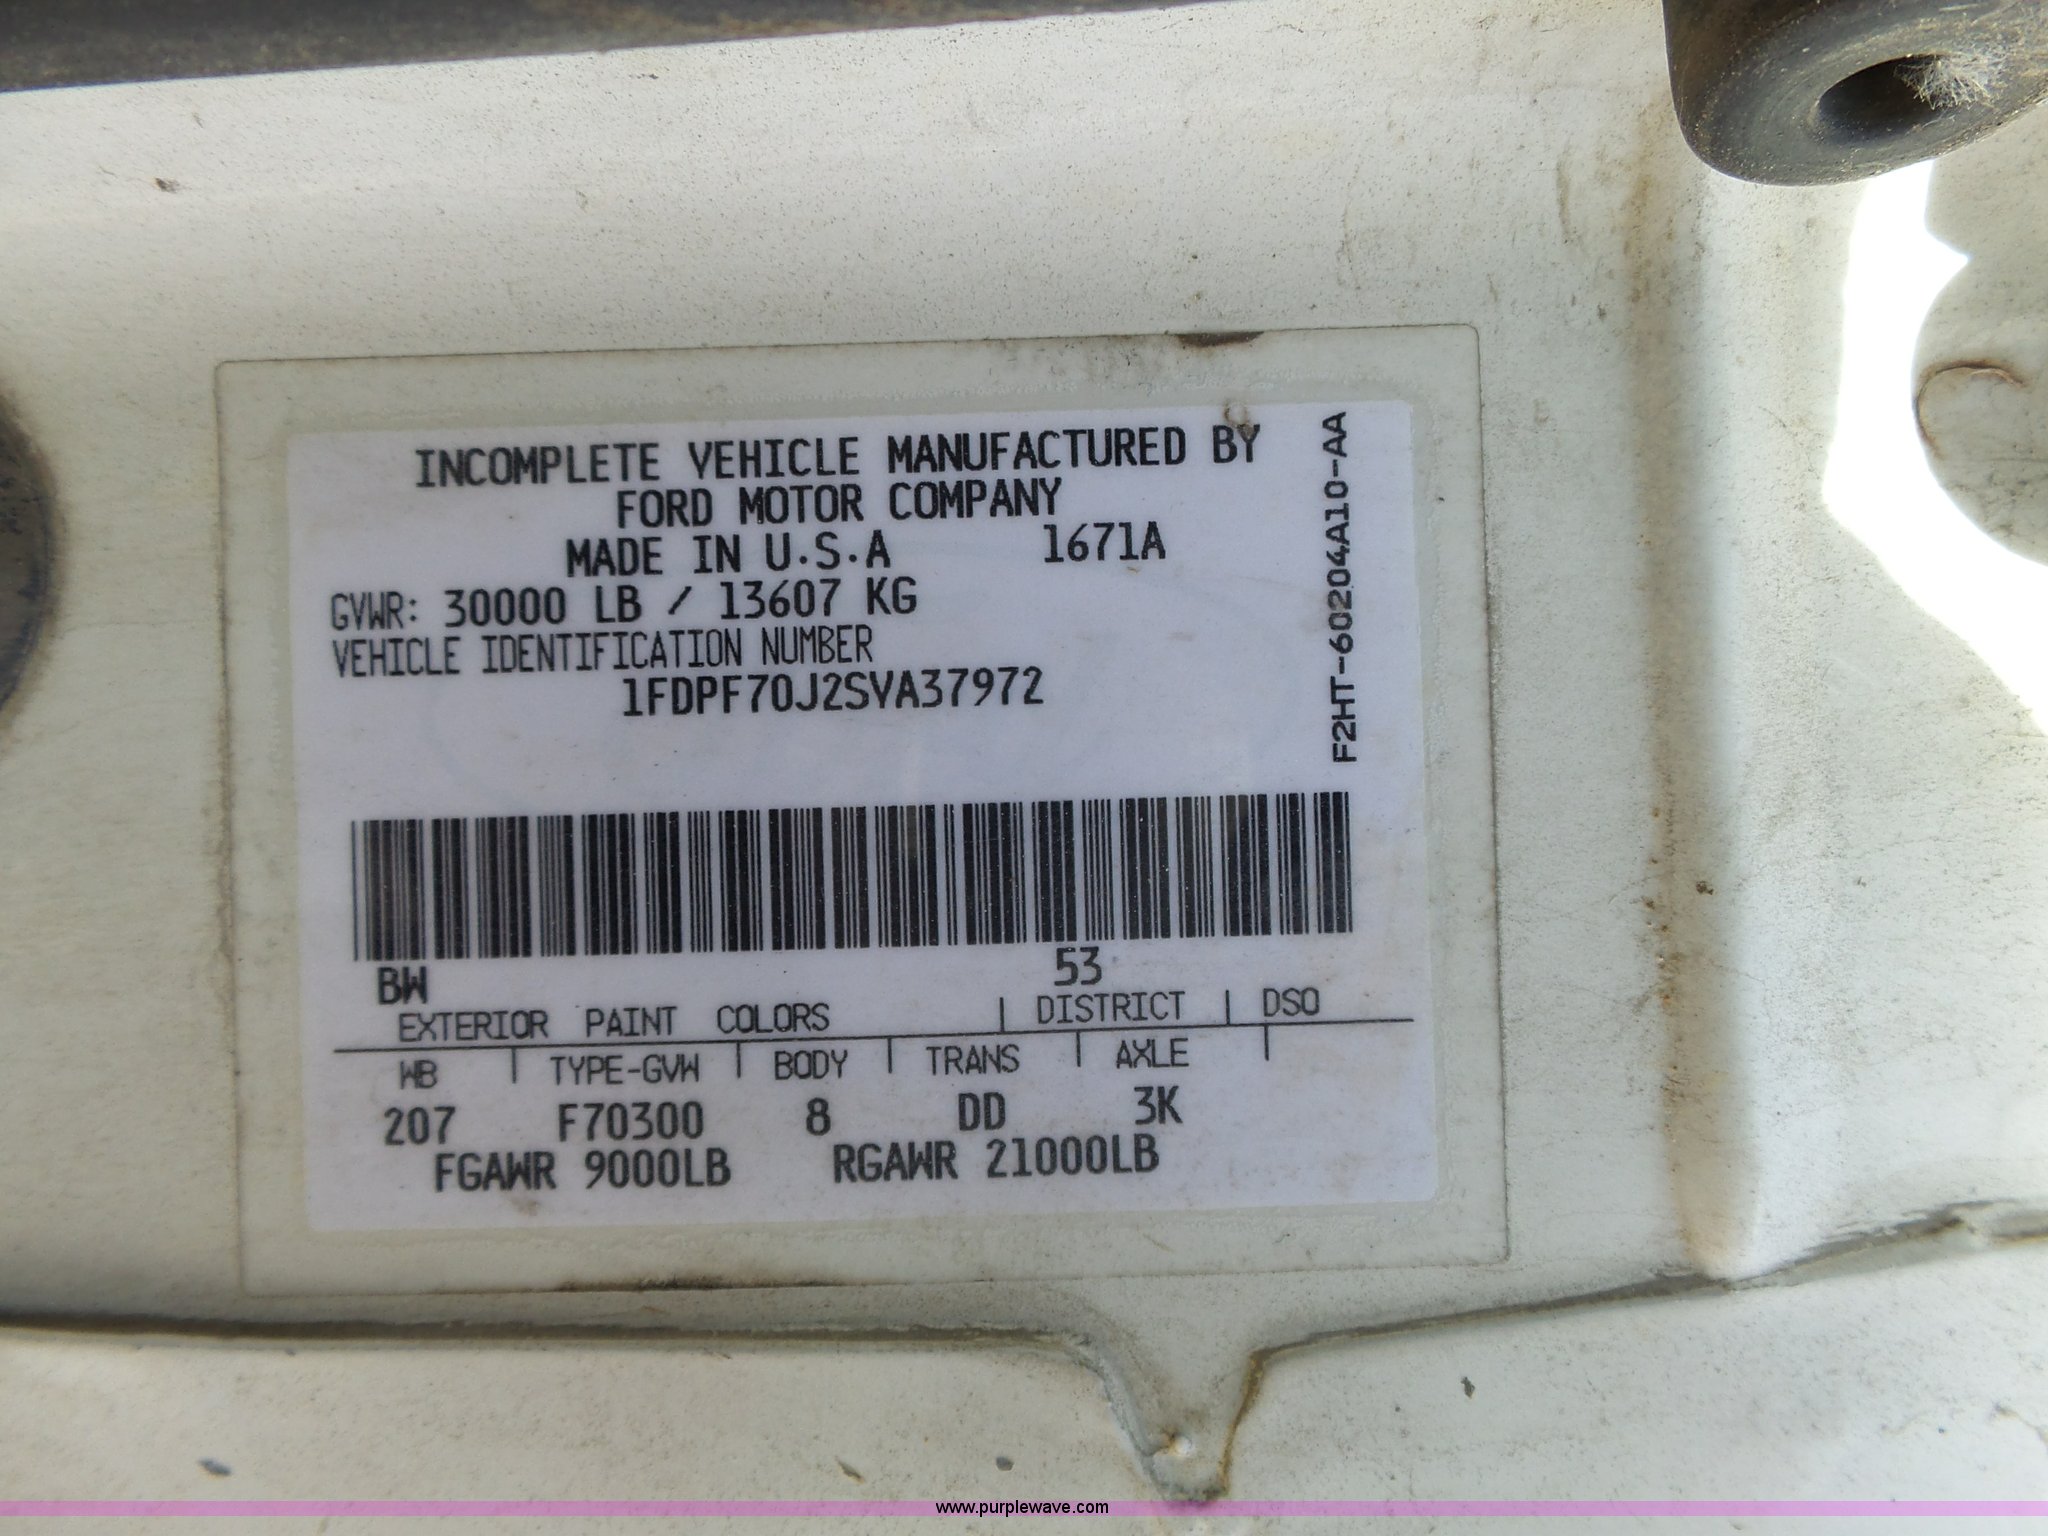 INCOMPLETE VEHICLE MANUFACTURED BY
FORD MOTOR COMPANY
MADE IN U.S.A 1671A
GVWR: 30000 LB / 13607 KG
VEHICLE IDENTIFICATION NUMBER
1FDPF70J2SVA37972
F2HT-60204A10-AA
BW 53
EXTERIOR PAINT COLORS DISTRICT DSO
WB TYPE-GVW BODY TRANS AXLE
207 F70300 8 DD 3K
FGAWR 9000LB RGAWR 21000LB
www.purplewave.com